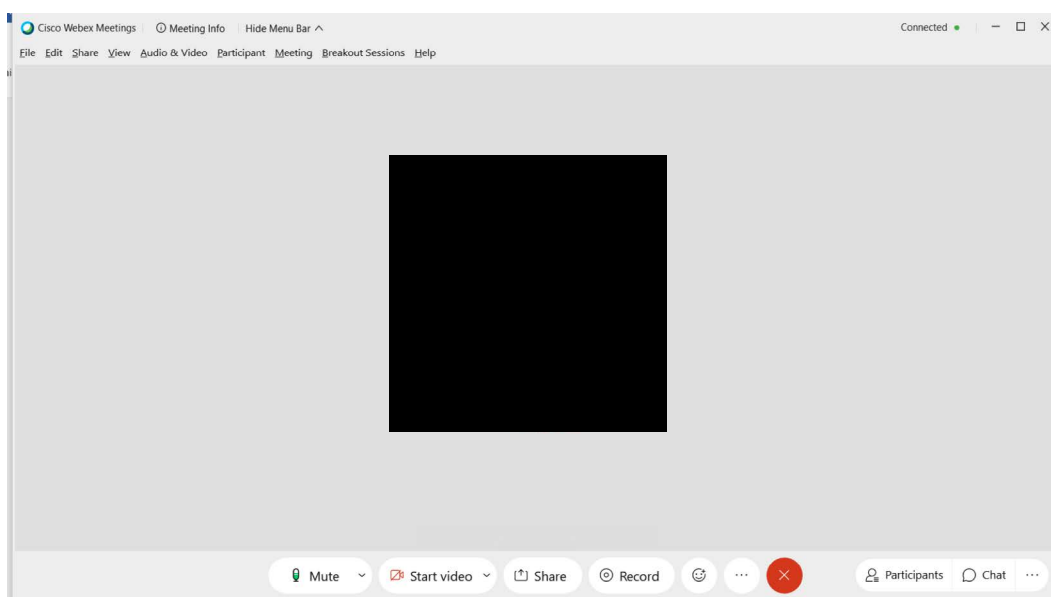 Cisco Webex Meetings Meeting Info Hide Menu Bar Connected
File Edit Share View Audio & Video Participant Meeting Breakout Sessions Help
Mute Start video Share Record Participants Chat